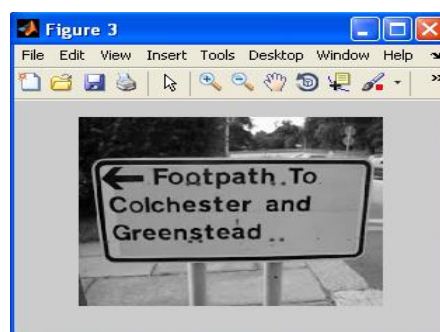 Figure 3
File Edit View Insert Tools Desktop Window Help
Footpath To
Colchester and
Greenstead